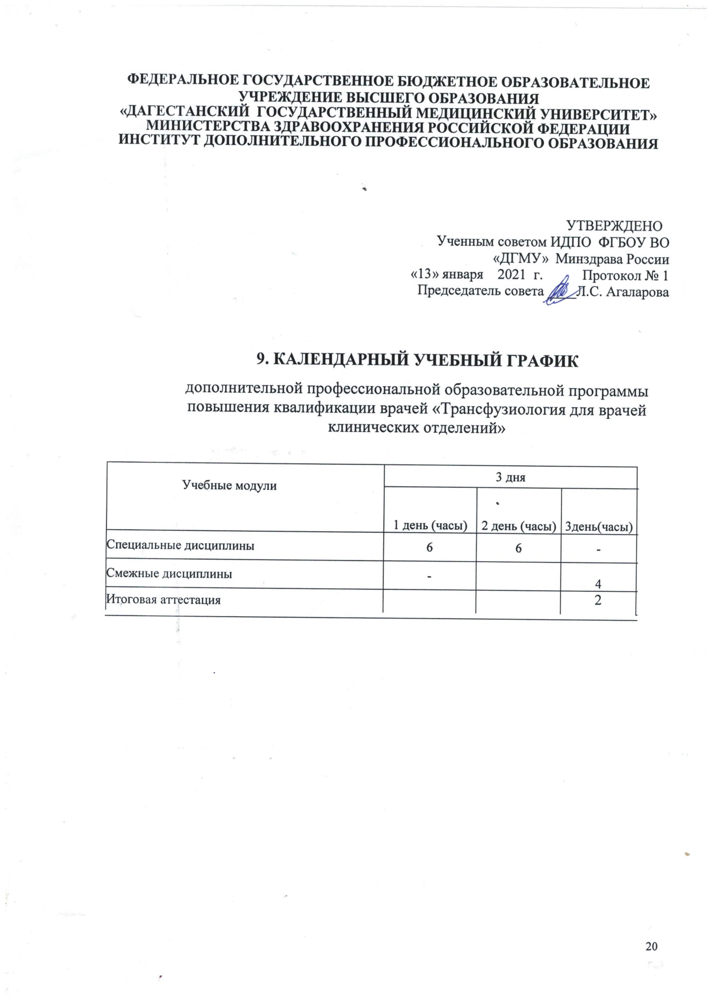 ФЕДЕРАЛЬНОЕ ГОСУДАРСТВЕННОЕ БЮДЖЕТНОЕ ОБРАЗОВАТЕЛЬНОЕ
УЧРЕЖДЕНИЕ ВЫСШЕГО ОБРАЗОВАНИЯ
«ДАГЕСТАНСКИЙ ГОСУДАРСТВЕННЫЙ МЕДИЦИНСКИЙ УНИВЕРСИТЕТ»
МИНИСТЕРСТВА ЗДРАВООХРАНЕНИЯ РОССИЙСКОЙ ФЕДЕРАЦИИ
ИНСТИТУТ ДОПОЛНИТЕЛЬНОГО ПРОФЕССИОНАЛЬНОГО ОБРАЗОВАНИЯ
УТВЕРЖДЕНО
Ученным советом ИДПО ФГБОУ ВО
«ДГМУ» Минздрава России
«13» января 2021 г. Протокол № 1
Председатель совета ____Л.С. Агаларова
9. КАЛЕНДАРНЫЙ УЧЕБНЫЙ ГРАФИК
дополнительной профессиональной образовательной программы
повышения квалификации врачей «Трансфузиология для врачей
клинических отделений»
Учебные модули 3 дня
1 день (часы) 2 день (часы) 3день(часы)
Специальные дисциплины 6 6 -
Смежные дисциплины - 4
Итоговая аттестация 2
20